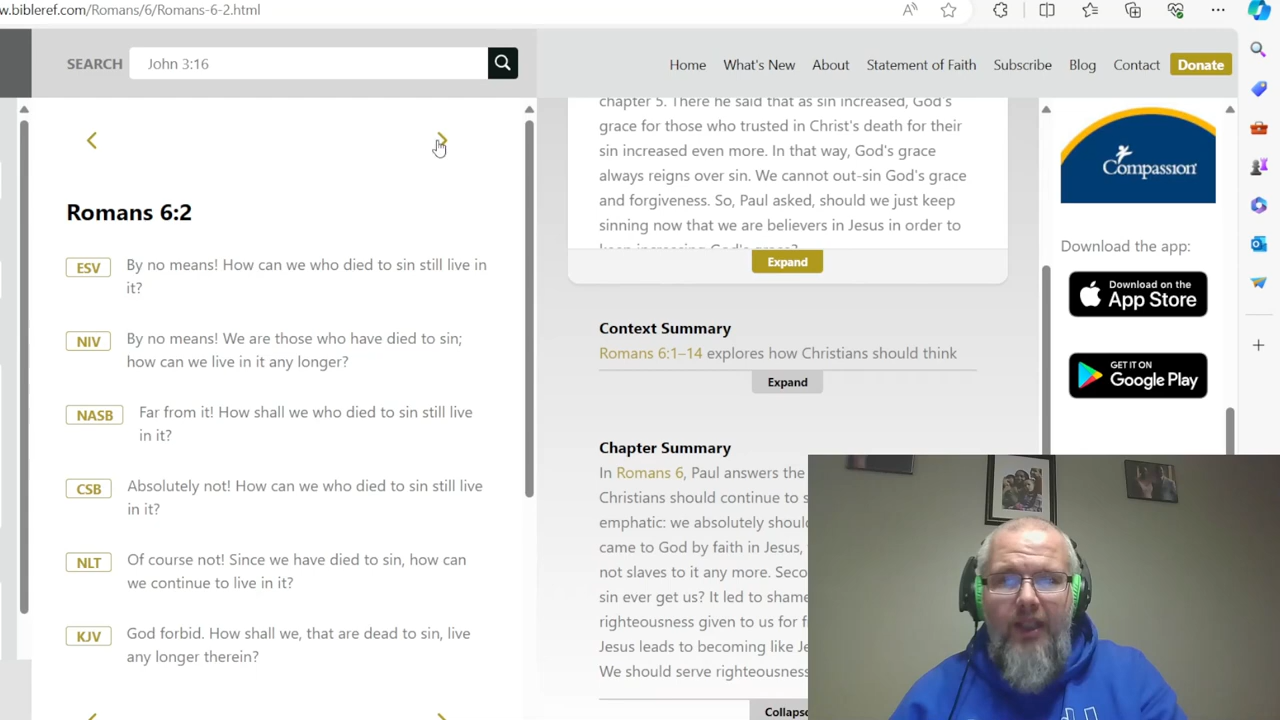 w.bibleref.com/Romans/6/Romans-6-2.html
SEARCH
John 3:16
Home
What's New
About
Statement of Faith
Subscribe
Blog
Contact
Donate
Romans 6:2
ESV
By no means! How can we who died to sin still live in
it?
NIV
By no means! We are those who have died to sin;
how can we live in it any longer?
NASB
Far from it! How shall we who died to sin still live
in it?
CSB
Absolutely not! How can we who died to sin still live
in it?
NLT
Of course not! Since we have died to sin, how can
we continue to live in it?
KJV
God forbid. How shall we, that are dead to sin, live
any longer therein?
chapter 5. There he said that as sin increased, God's
grace for those who trusted in Christ's death for their
sin increased even more. In that way, God's grace
always reigns over sin. We cannot out-sin God's grace
and forgiveness. So, Paul asked, should we just keep
sinning now that we are believers in Jesus in order to
keep increasing God's grace?
Expand
Context Summary
Romans 6:1–14 explores how Christians should think
Expand
Chapter Summary
In Romans 6, Paul answers the
Christians should continue to s
emphatic: we absolutely shoul
came to God by faith in Jesus,
not slaves to it any more. Seco
sin ever get us? It led to shame
righteousness given to us for f
Jesus leads to becoming like Je
We should serve righteousness
Collapse
Compassion
Download the app:
Download on the
App Store
GET IT ON
Google Play